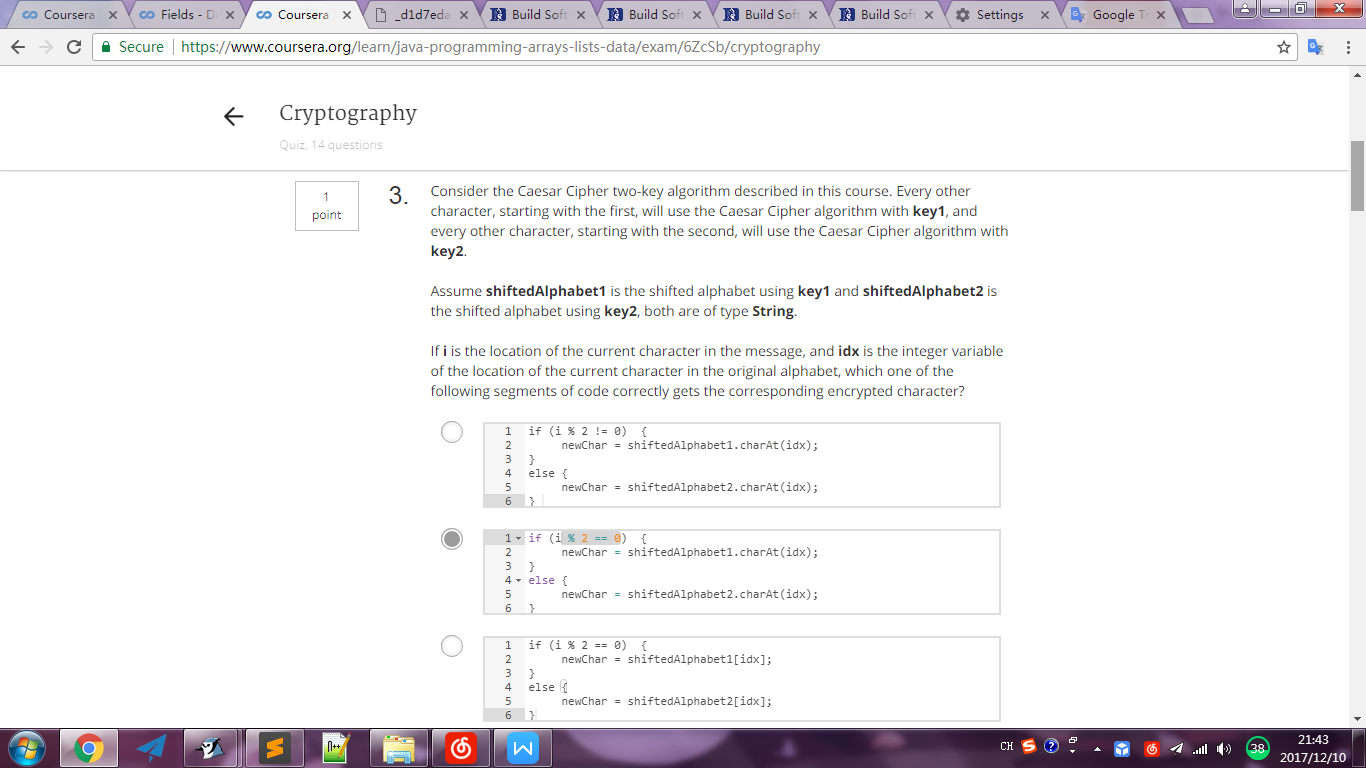 Coursera
Fields - D
Coursera
_d1d7eda
Build Soft
Build Soft
Build Soft
Build Soft
Settings
Google T
Secure
https://www.coursera.org/learn/java-programming-arrays-lists-data/exam/6ZcSb/cryptography
Cryptography
Quiz, 14 questions
1
point
3.
Consider the Caesar Cipher two-key algorithm described in this course. Every other
character, starting with the first, will use the Caesar Cipher algorithm with key1, and
every other character, starting with the second, will use the Caesar Cipher algorithm with
key2.
Assume shiftedAlphabet1 is the shifted alphabet using key1 and shiftedAlphabet2 is
the shifted alphabet using key2, both are of type String.
If i is the location of the current character in the message, and idx is the integer variable
of the location of the current character in the original alphabet, which one of the
following segments of code correctly gets the corresponding encrypted character?
1 if (i % 2 != 0) {
2 newChar = shiftedAlphabet1.charAt(idx);
3 }
4 else {
5 newChar = shiftedAlphabet2.charAt(idx);
6 }
1 if (i % 2 == 0) {
2 newChar = shiftedAlphabet1.charAt(idx);
3 }
4 else {
5 newChar = shiftedAlphabet2.charAt(idx);
6 }
1 if (i % 2 == 0) {
2 newChar = shiftedAlphabet1[idx];
3 }
4 else {
5 newChar = shiftedAlphabet2[idx];
6 }
CH
38
21:43
2017/12/10